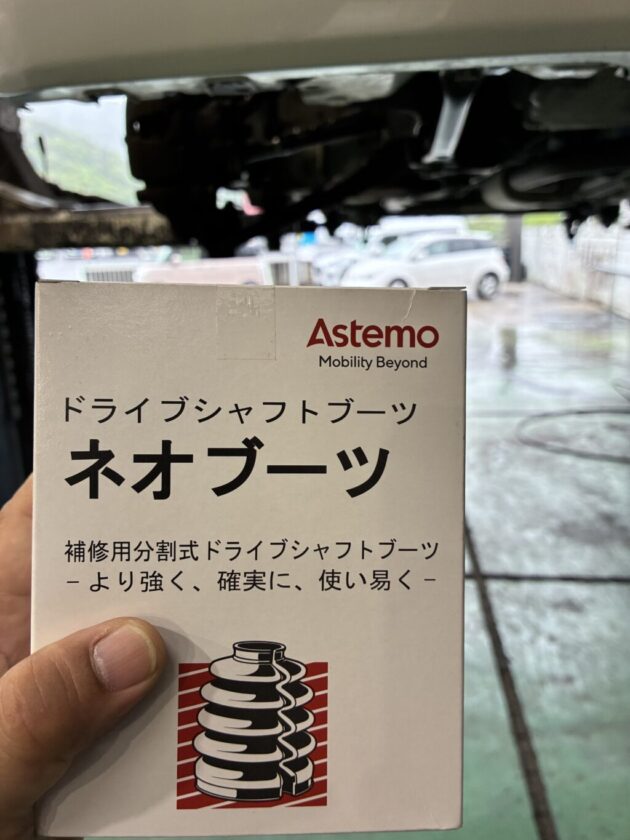 Astemo
Mobility Beyond
ドライブシャフトブーツ
ネオブーツ
補修用分割式ドライブシャフトブーツ
－より強く、確実に、使い易く－